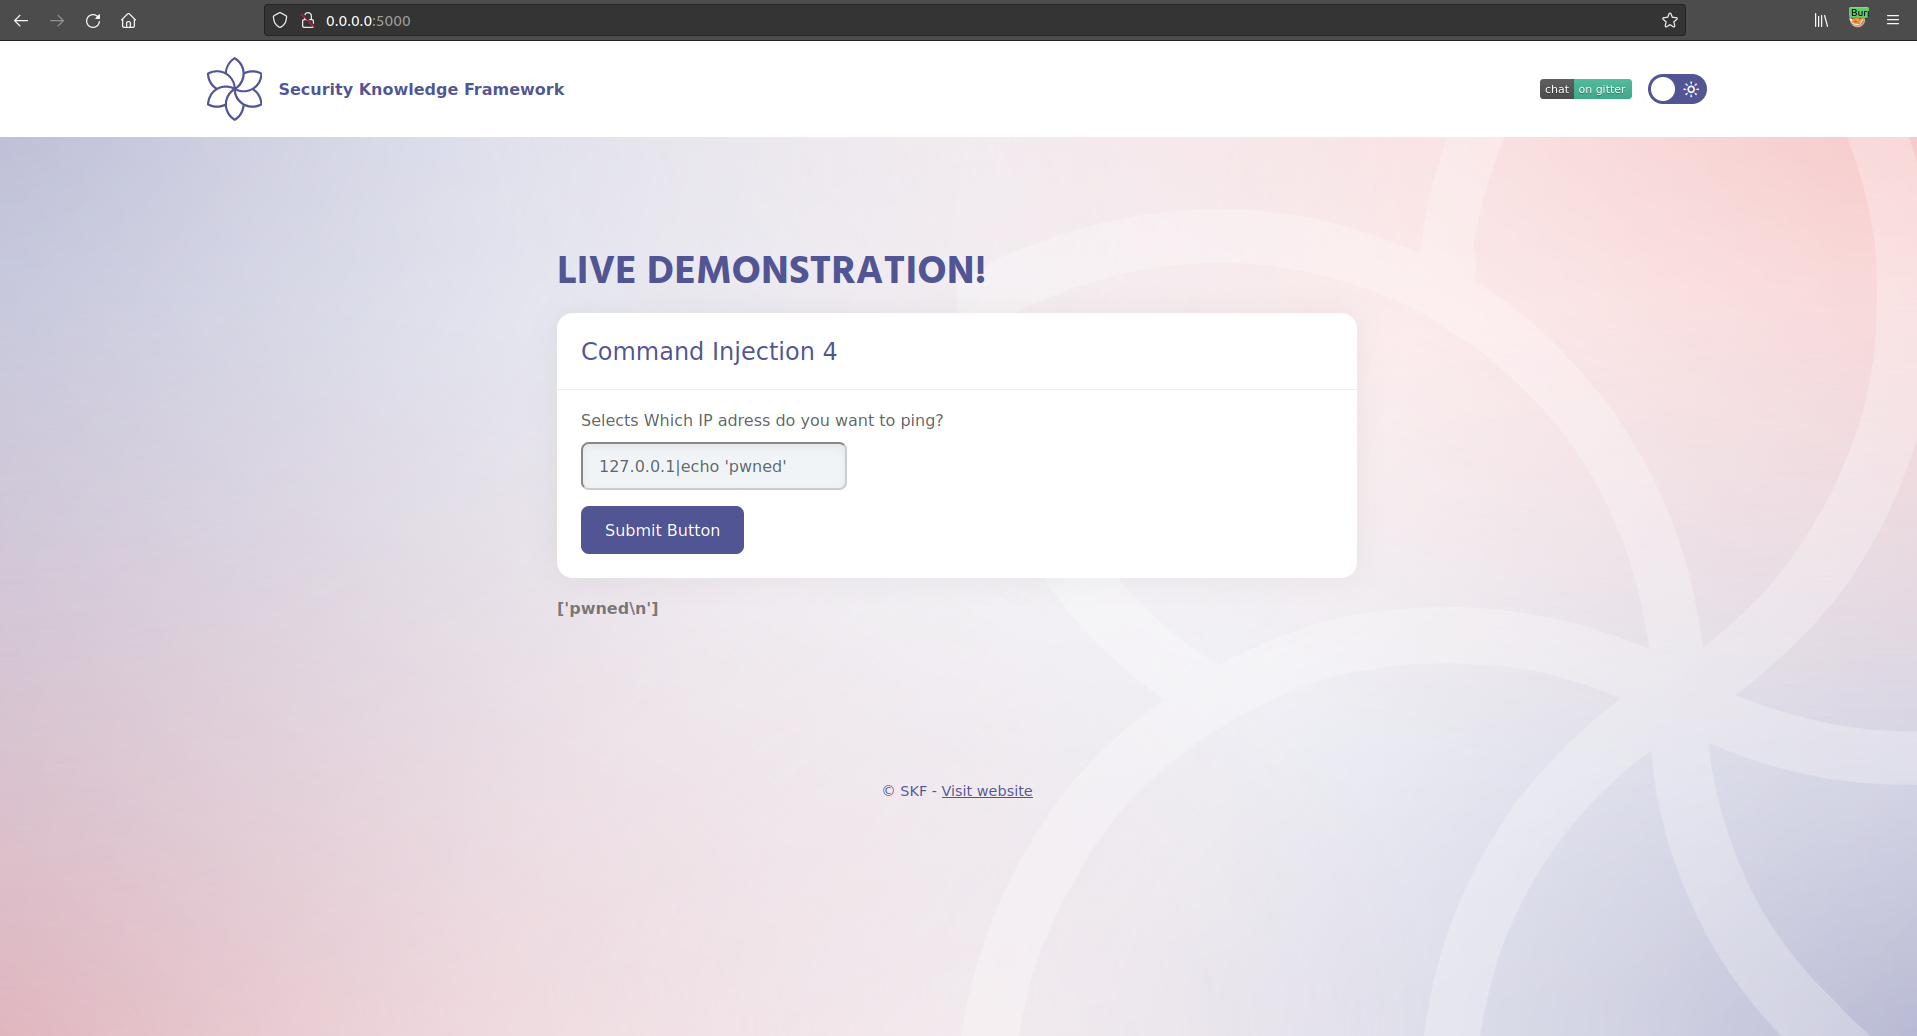 0.0.0.0:5000
Bur
Security Knowledge Framework
chat on gitter
LIVE DEMONSTRATION!
Command Injection 4
Selects Which IP adress do you want to ping?
127.0.0.1|echo 'pwned'
Submit Button
['pwned\n']
© SKF - Visit website